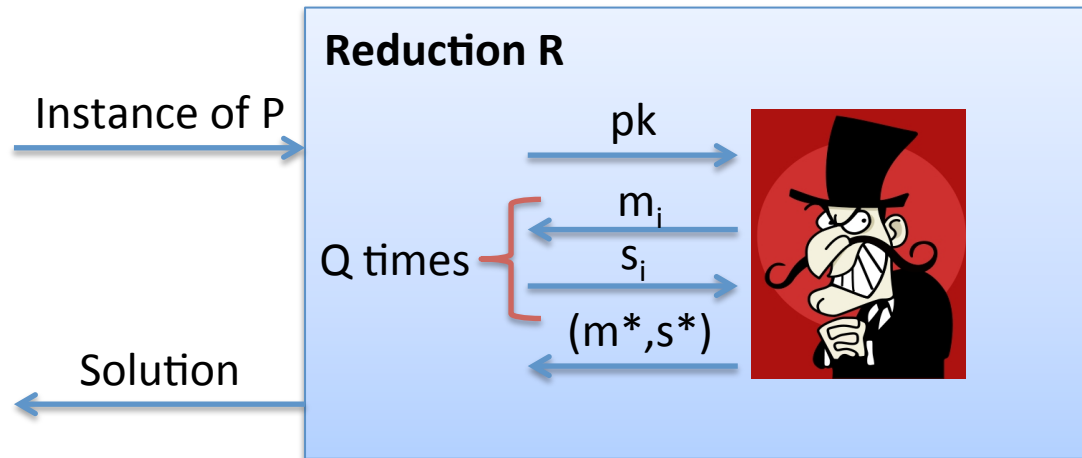 Reduction R
Instance of P
pk
mᵢ
Q times
sᵢ
(m*,s*)
Solution